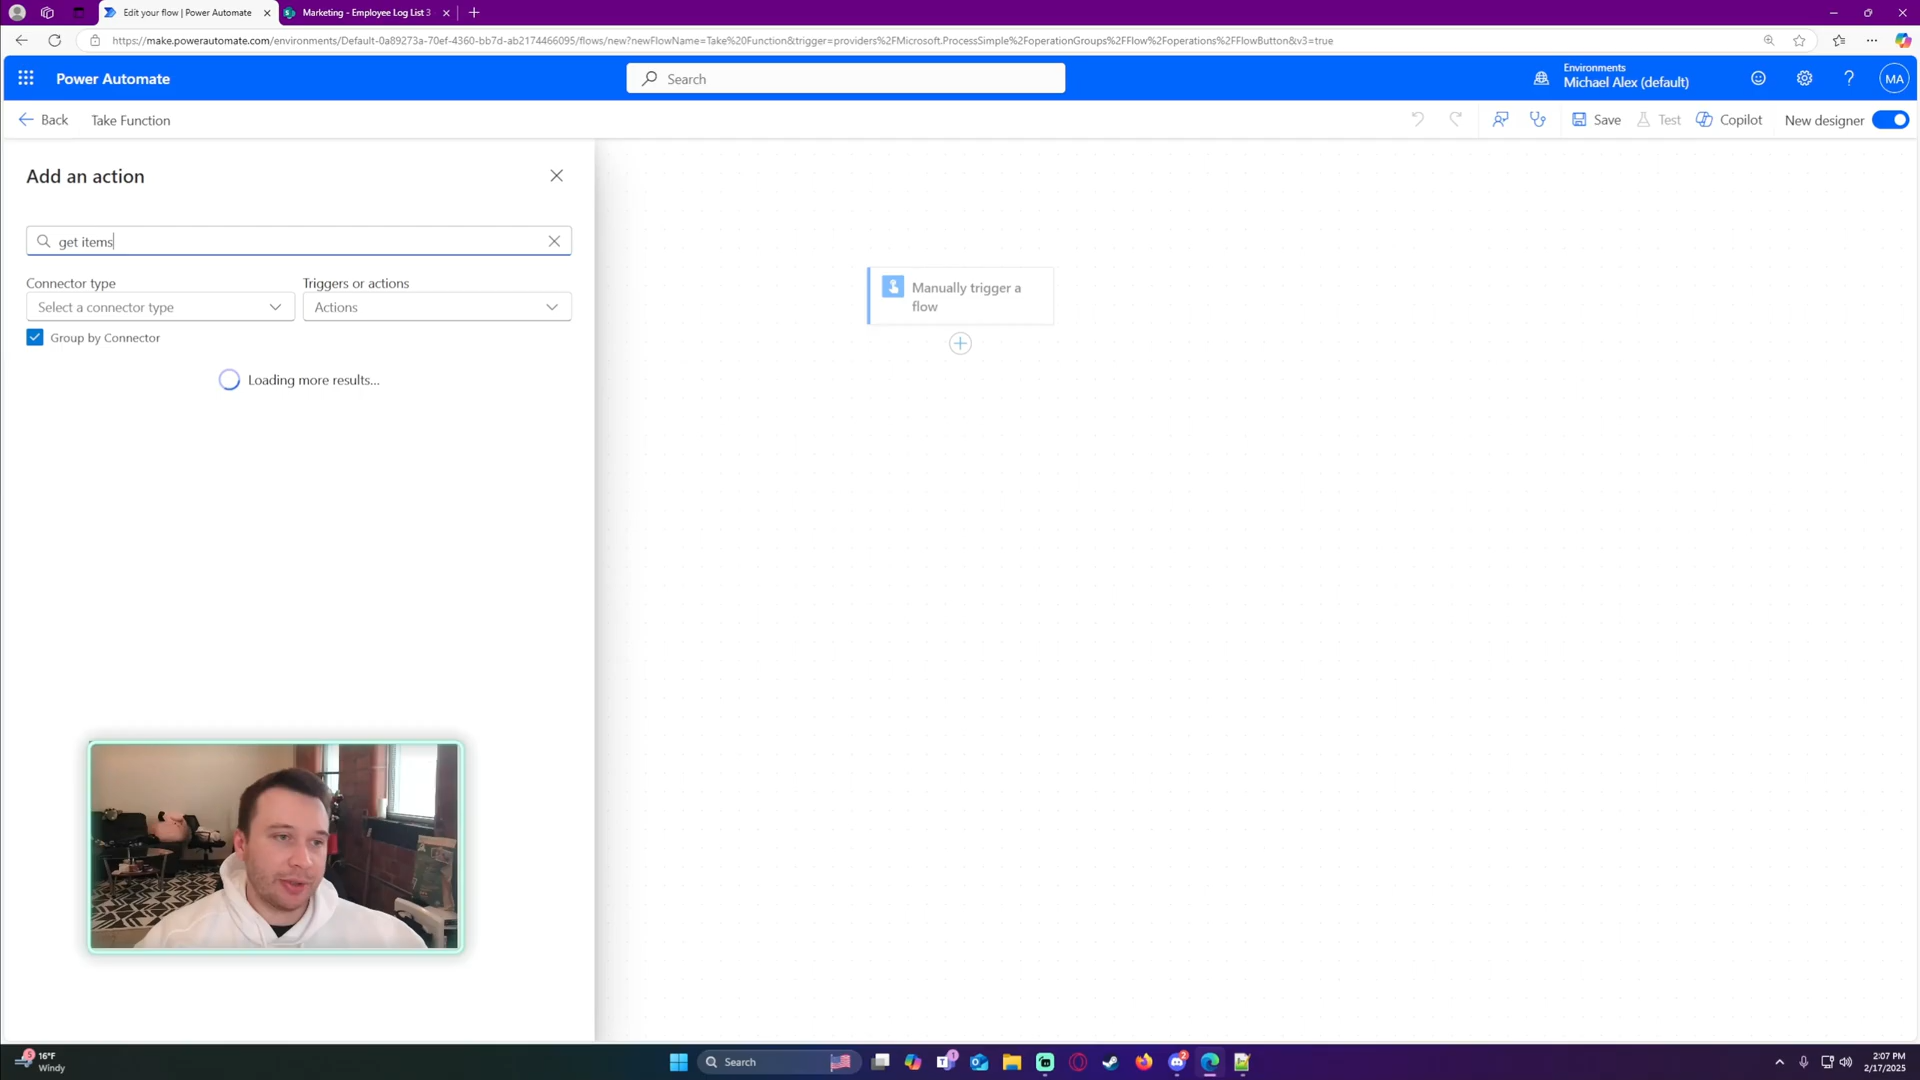 Edit your flow | Power Automate
Marketing - Employee Log List 3
https://make.powerautomate.com/environments/Default-0a89273a-70ef-4360-bb7d-ab2174466095/flows/new?newFlowName=Take%20Function&trigger=providers%2FMicrosoft.ProcessSimple%2FoperationGroups%2FFlow%2Foperations%2FFlowButton&v3=true
Power Automate
Search
Environments
Michael Alex (default)
MA
Back
Take Function
Save
Test
Copilot
New designer
Add an action
get items
Connector type
Triggers or actions
Select a connector type
Actions
Group by Connector
Loading more results...
Manually trigger a
flow
5
16°F
Windy
Search
1
2
2:07 PM
2/17/2025